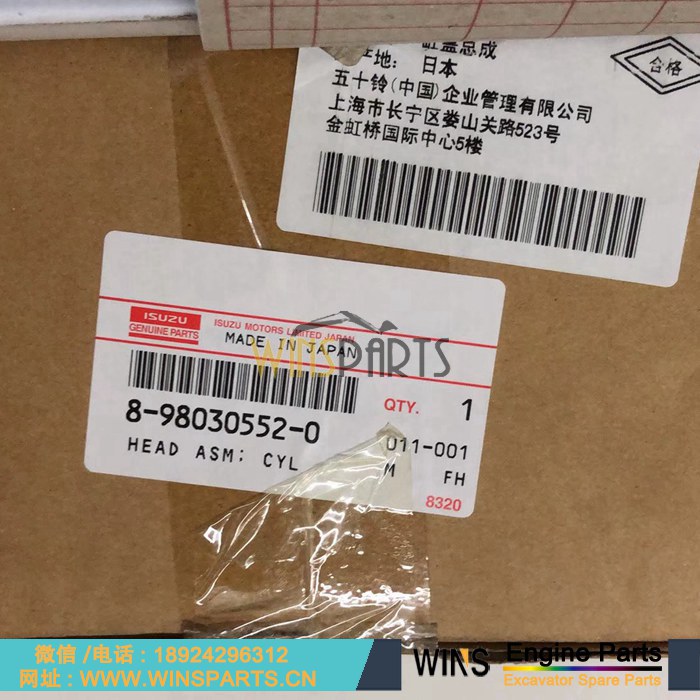 缸盖总成
地: 日本
五十铃(中国)企业管理有限公司
上海市长宁区娄山关路523号
金虹桥国际中心5楼
合格
ISUZU
GENUINE PARTS
ISUZU MOTORS LIMITED JAPAN
MADE IN JAPAN
WINSPARTS
8-98030552-0
QTY. 1
HEAD ASM; CYL
011-001
M FH
8320
微信 /电话: 18924296312
网址: WWW.WINSPARTS.CN
WINS Engine Parts
Excavator Spare Parts